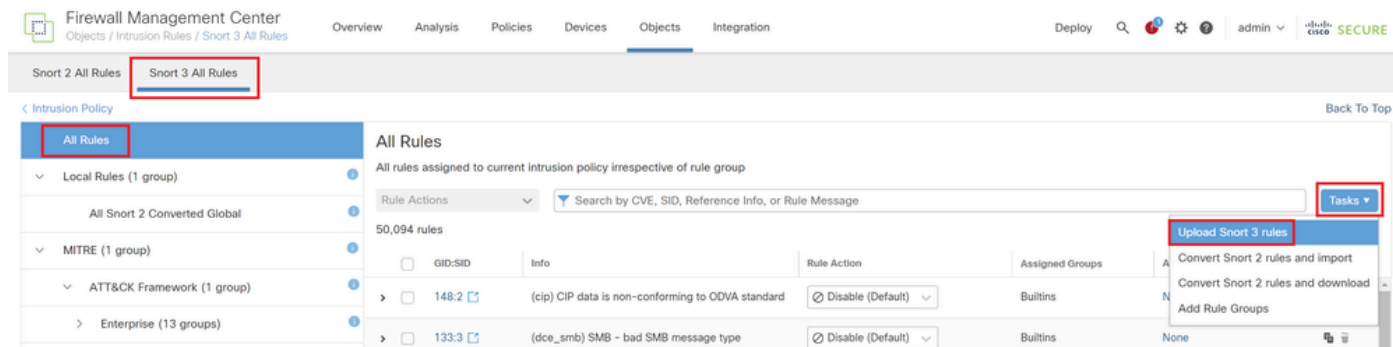 Firewall Management Center
Objects / Intrusion Rules / Snort 3 All Rules
Overview Analysis Policies Devices Objects Integration
Deploy admin
cisco SECURE
Snort 2 All Rules Snort 3 All Rules
Intrusion Policy
Back To Top
All Rules
Local Rules (1 group)
All Snort 2 Converted Global
MITRE (1 group)
ATT&CK Framework (1 group)
Enterprise (13 groups)
All Rules
All rules assigned to current intrusion policy irrespective of rule group
Rule Actions
Search by CVE, SID, Reference Info, or Rule Message
Tasks
Upload Snort 3 rules
Convert Snort 2 rules and import
Convert Snort 2 rules and download
Add Rule Groups
50,094 rules
GID:SID Info Rule Action Assigned Groups
148:2 (cip) CIP data is non-conforming to ODVA standard Disable (Default) Builtins
133:3 (dce_smb) SMB - bad SMB message type Disable (Default) Builtins None